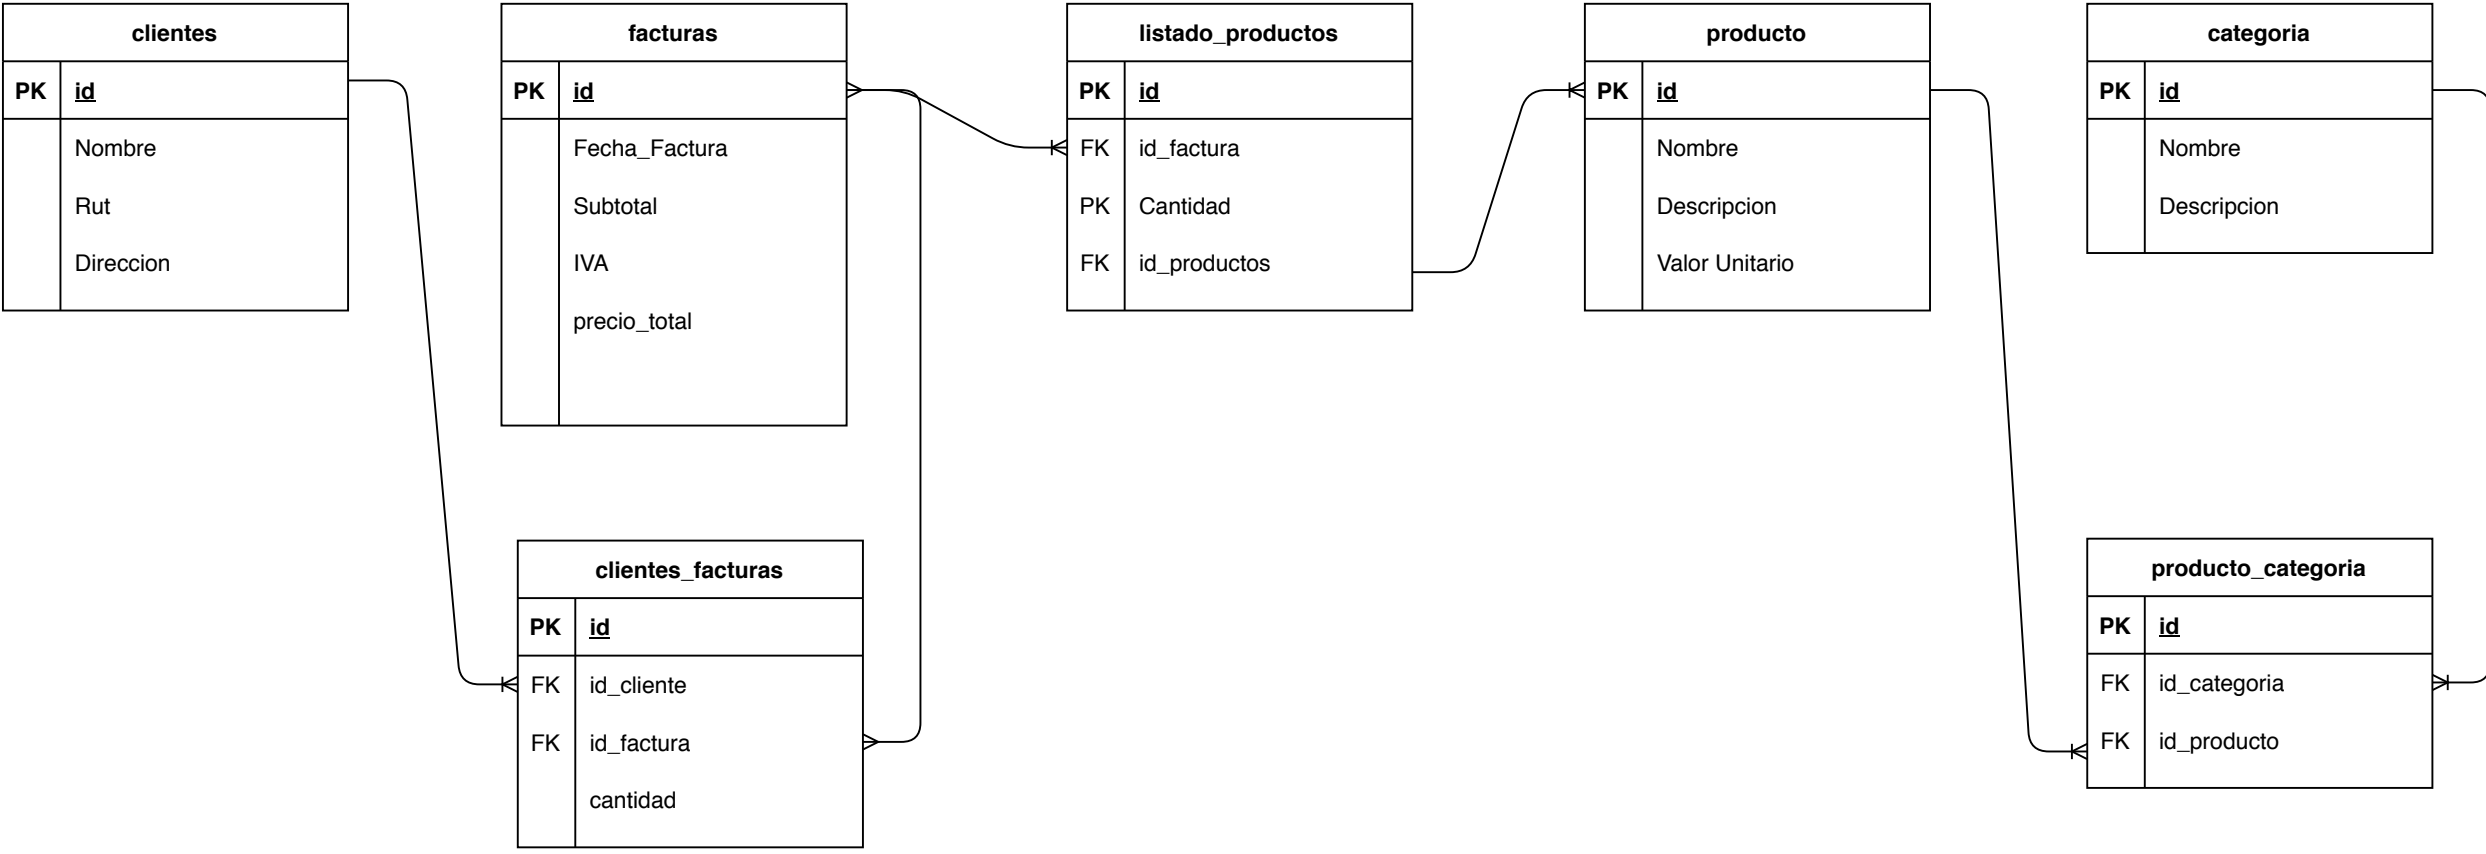 clientes
PK id
Nombre
Rut
Direccion
facturas
PK id
Fecha_Factura
Subtotal
IVA
precio_total
listado_productos
PK id
FK id_factura
PK Cantidad
FK id_productos
producto
PK id
Nombre
Descripcion
Valor Unitario
categoria
PK id
Nombre
Descripcion
clientes_facturas
PK id
FK id_cliente
FK id_factura
cantidad
producto_categoria
PK id
FK id_categoria
FK id_producto